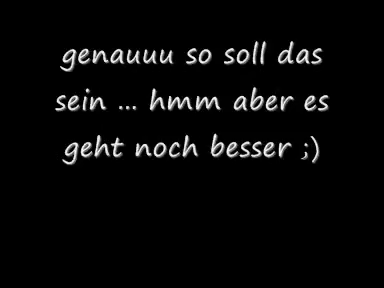 genauuu so soll das
sein ... hmm aber es
geht noch besser ;)